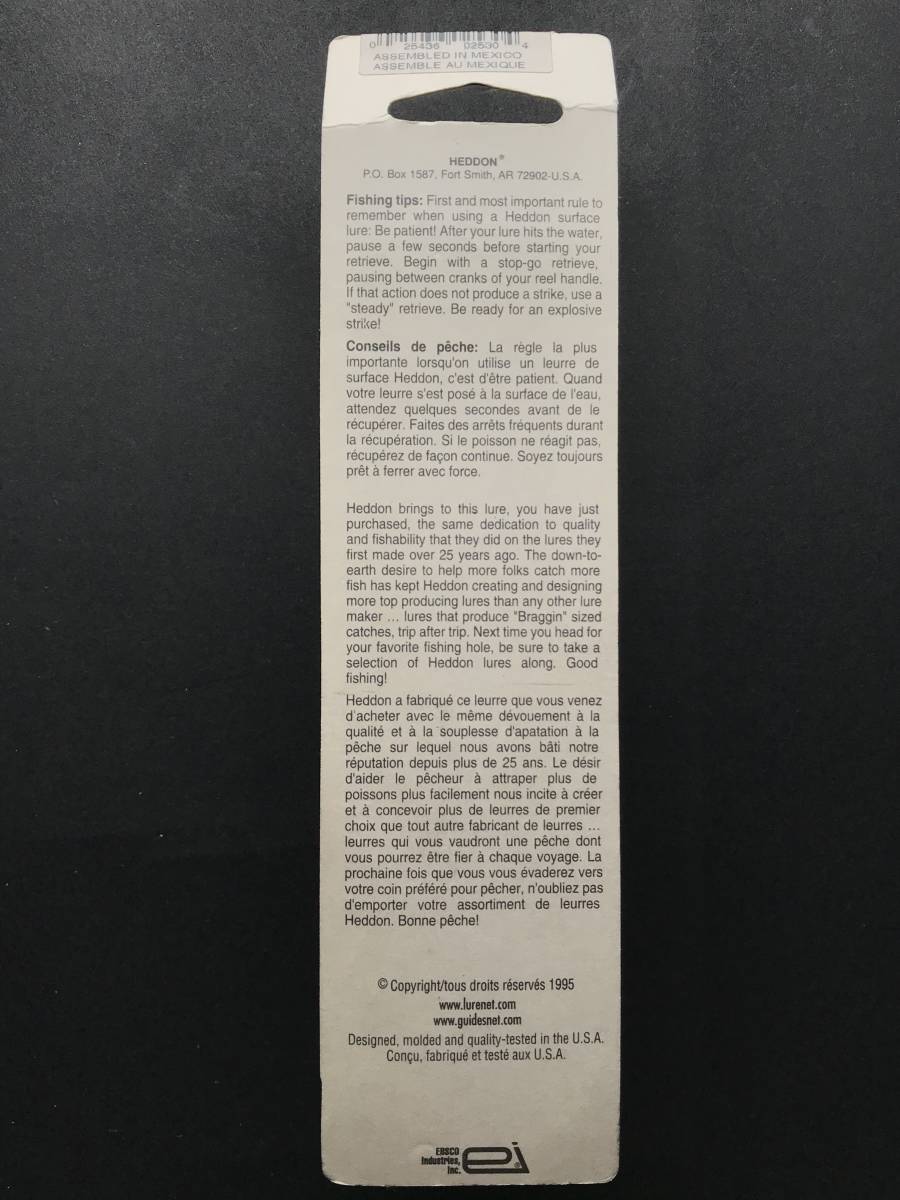 0 25436 02530 4
ASSEMBLED IN MEXICO
ASSEMBLE AU MEXIQUE
HEDDON®
P.O. Box 1587, Fort Smith, AR 72902-U.S.A.
Fishing tips: First and most important rule to
remember when using a Heddon surface
lure: Be patient! After your lure hits the water,
pause a few seconds before starting your
retrieve. Begin with a stop-go retrieve,
pausing between cranks of your reel handle.
If that action does not produce a strike, use a
"steady" retrieve. Be ready for an explosive
strike!
Conseils de pêche: La règle la plus
importante lorsqu'on utilise un leurre de
surface Heddon, c'est d'être patient. Quand
votre leurre s'est posé à la surface de l'eau,
attendez quelques secondes avant de le
récupérer. Faites des arrêts fréquents durant
la récupération. Si le poisson ne réagit pas,
récupérez de façon continue. Soyez toujours
prêt à ferrer avec force.
Heddon brings to this lure, you have just
purchased, the same dedication to quality
and fishability that they did on the lures they
first made over 25 years ago. The down-to-
earth desire to help more folks catch more
fish has kept Heddon creating and designing
more top producing lures than any other lure
maker ... lures that produce "Braggin" sized
catches, trip after trip. Next time you head for
your favorite fishing hole, be sure to take a
selection of Heddon lures along. Good
fishing!
Heddon a fabriqué ce leurre que vous venez
d'acheter avec le même dévouement à la
qualité et à la souplesse d'apatation à la
pêche sur lequel nous avons bâti notre
réputation depuis plus de 25 ans. Le désir
d'aider le pêcheur à attraper plus de
poissons plus facilement nous incite à créer
et à concevoir plus de leurres de premier
choix que tout autre fabricant de leurres ...
leurres qui vous vaudront une pêche dont
vous pourrez être fier à chaque voyage. La
prochaine fois que vous vous évaderez vers
votre coin préféré pour pêcher, n'oubliez pas
d'emporter votre assortiment de leurres
Heddon. Bonne pêche!
© Copyright/tous droits réservés 1995
www.lurenet.com
www.guidesnet.com
Designed, molded and quality-tested in the U.S.A.
Conçu, fabriqué et testé aux U.S.A.
EBSCO
Industries,
Inc.
ei